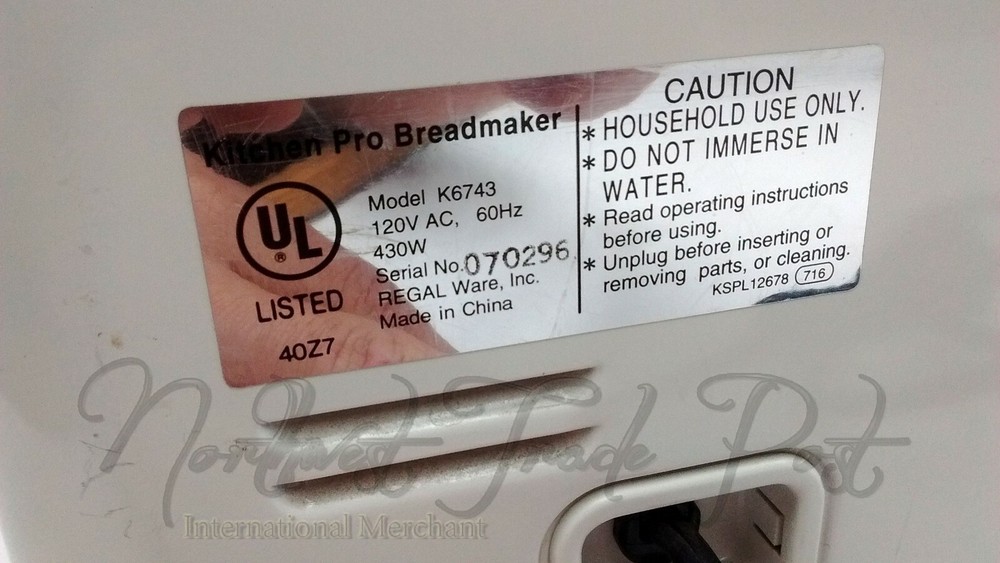 Kitchen Pro Breadmaker
UL
®
LISTED
40Z7
Model K6743
120V AC, 60Hz
430W
Serial No.070296
REGAL Ware, Inc.
Made in China
CAUTION
* HOUSEHOLD USE ONLY.
* DO NOT IMMERSE IN
WATER.
* Read operating instructions
before using.
* Unplug before inserting or
removing parts, or cleaning.
KSPL12678 716
Northwest Trade Post
International Merchant